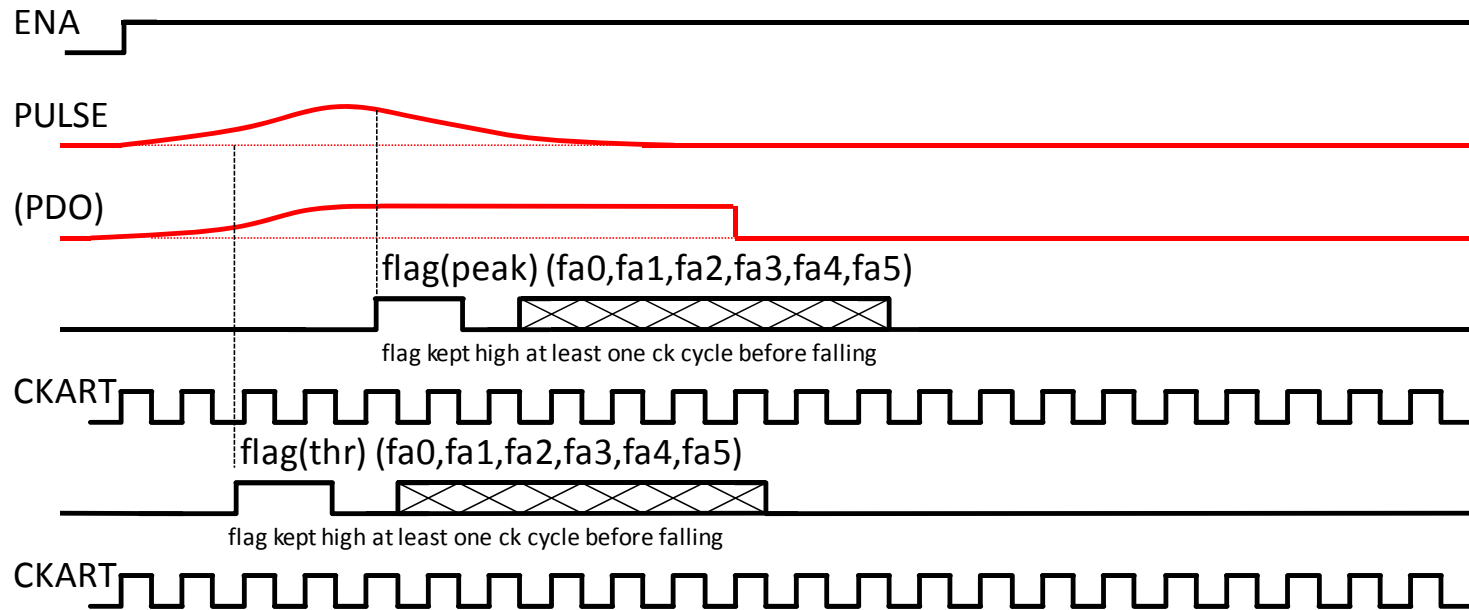 ENA
PULSE
(PDO)
flag(peak) (fa0,fa1,fa2,fa3,fa4,fa5)
flag kept high at least one ck cycle before falling
CKART
flag(thr) (fa0,fa1,fa2,fa3,fa4,fa5)
flag kept high at least one ck cycle before falling
CKART